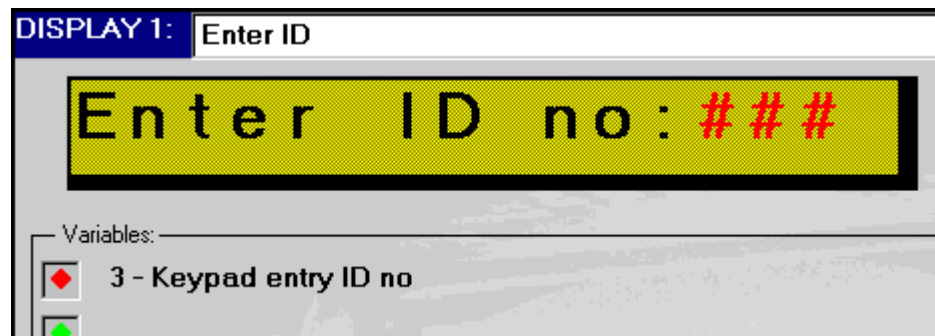 DISPLAY 1: Enter ID
Enter ID no:###
Variables:
3 - Keypad entry ID no